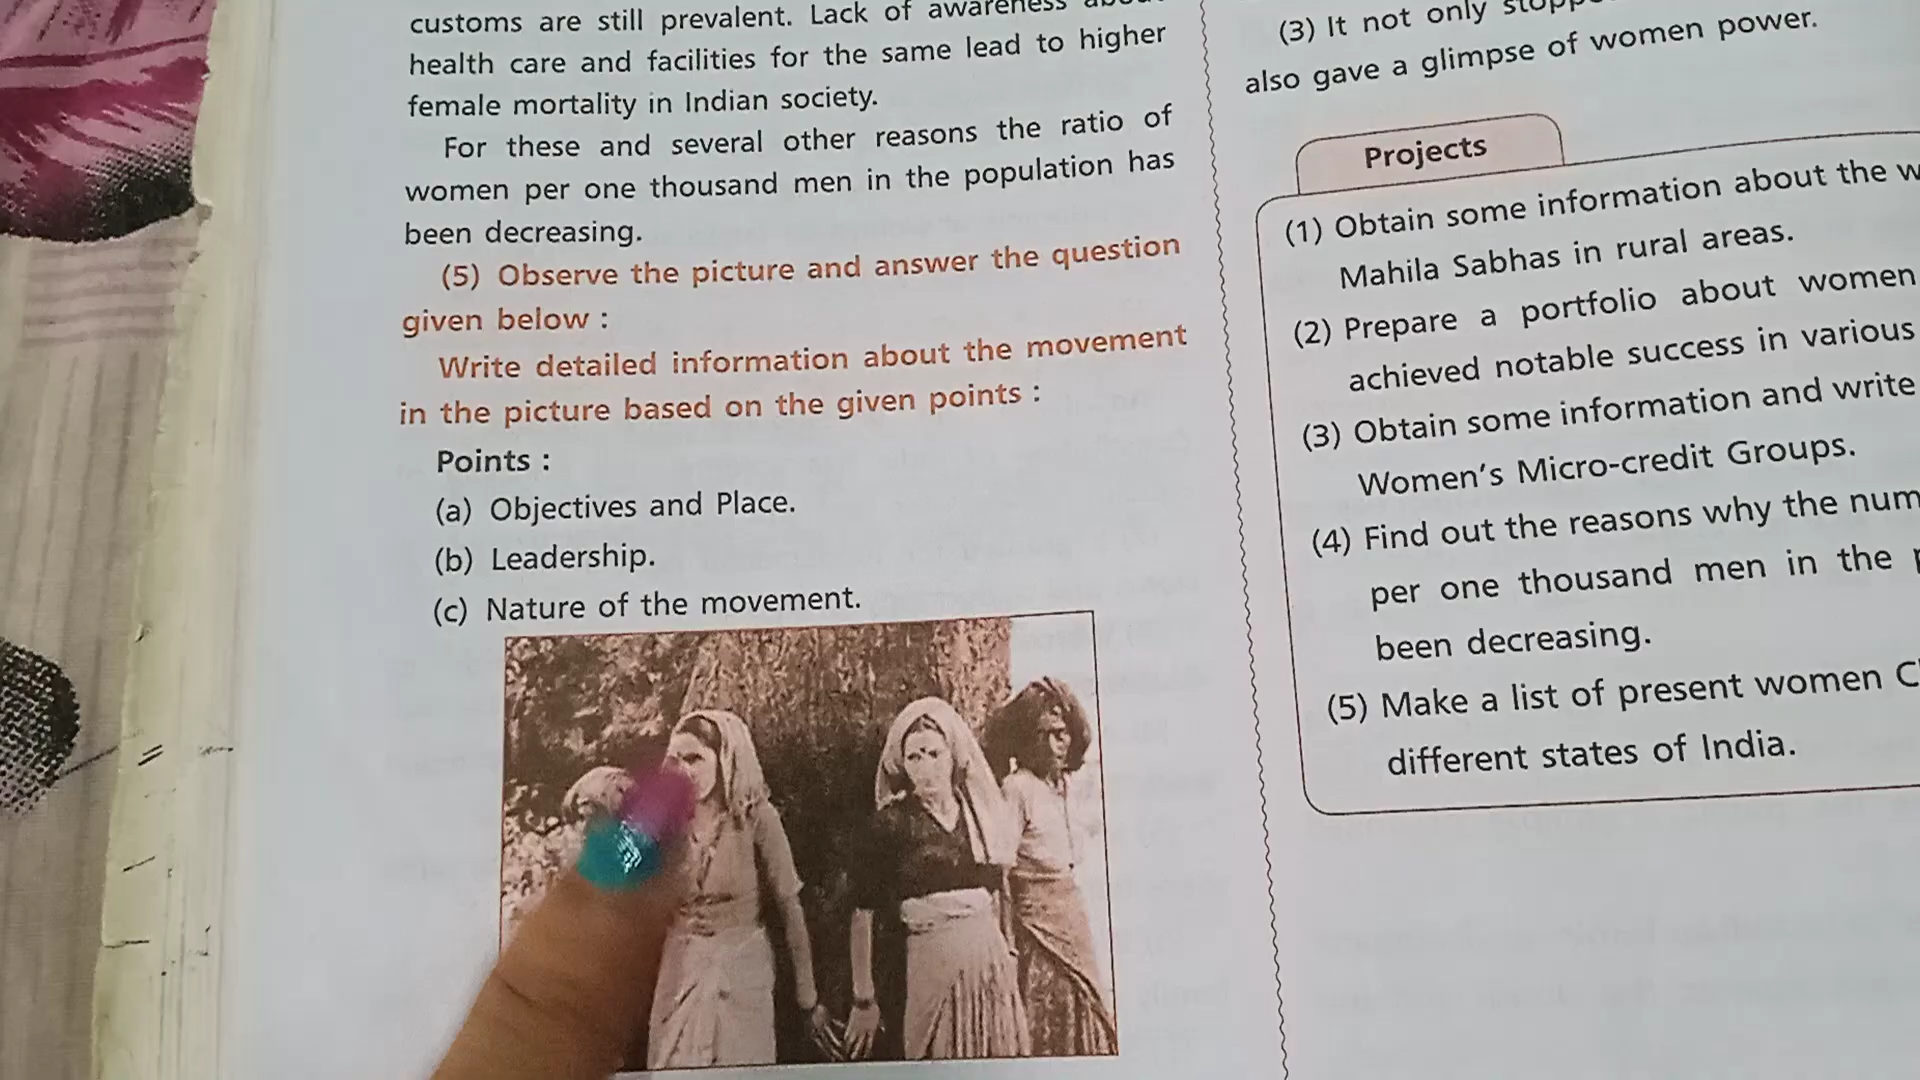 customs are still prevalent. Lack of awareness
health care and facilities for the same lead to higher
female mortality in Indian society.
For these and several other reasons the ratio of
women per one thousand men in the population has
been decreasing.
(5) Observe the picture and answer the question
given below :
Write detailed information about the movement
in the picture based on the given points :
Points :
(a) Objectives and Place.
(b) Leadership.
(c) Nature of the movement.
(3) It not only
also gave a glimpse of women power.
Projects
(1) Obtain some information about the
Mahila Sabhas in rural areas.
(2) Prepare a portfolio about women
achieved notable success in various
(3) Obtain some information and write
Women's Micro-credit Groups.
(4) Find out the reasons why the
per one thousand men in the
been decreasing.
(5) Make a list of present women
different states of India.